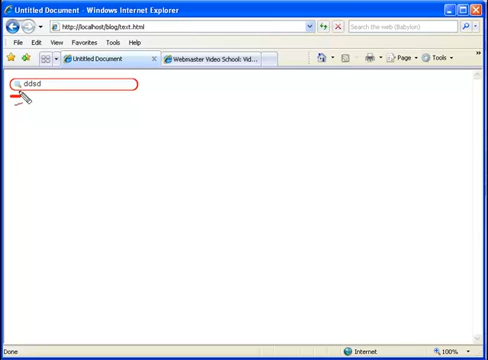 Untitled Document - Windows Internet Explorer
http://localhost/blog/text.html
Search the web (Babylon)
File Edit View Favorites Tools Help
Untitled Document
Webmaster Video School: Vid...
Page
Tools
»
ddsd
Done
Internet
100%